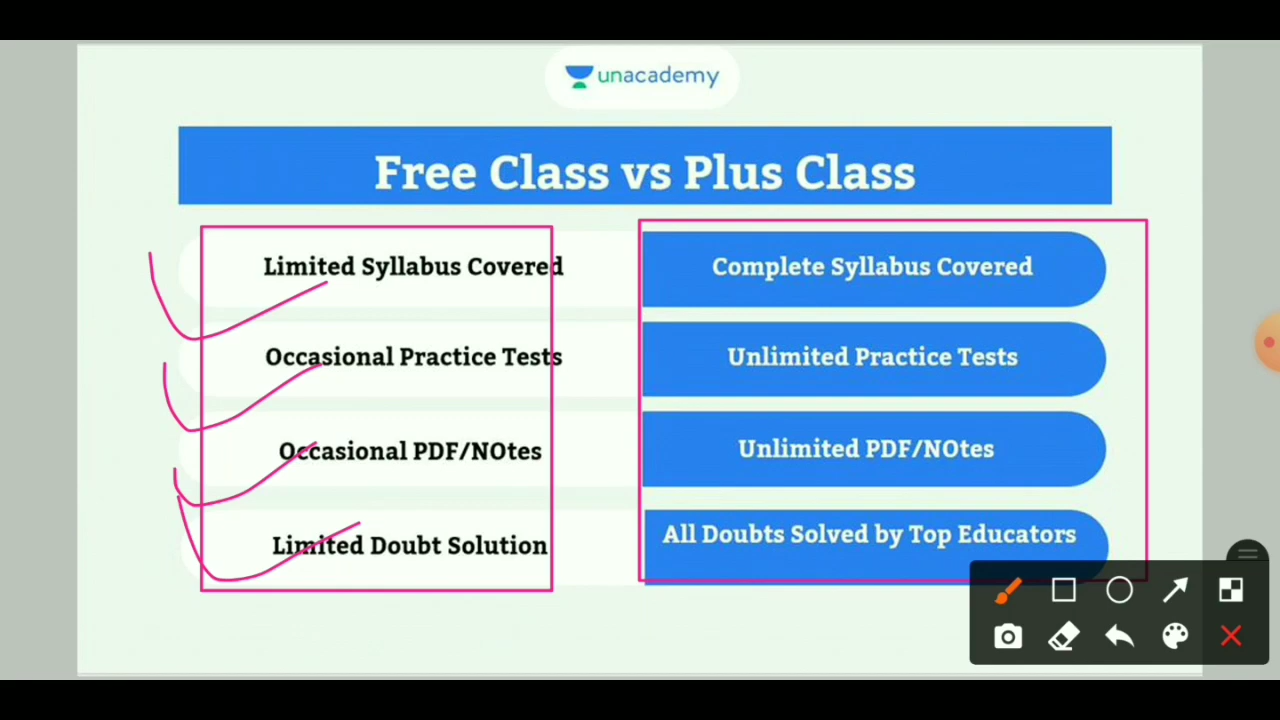 unacademy
Free Class vs Plus Class
Limited Syllabus Covered
Complete Syllabus Covered
Occasional Practice Tests
Unlimited Practice Tests
Occasional PDF/NOtes
Unlimited PDF/NOtes
Limited Doubt Solution
All Doubts Solved by Top Educators